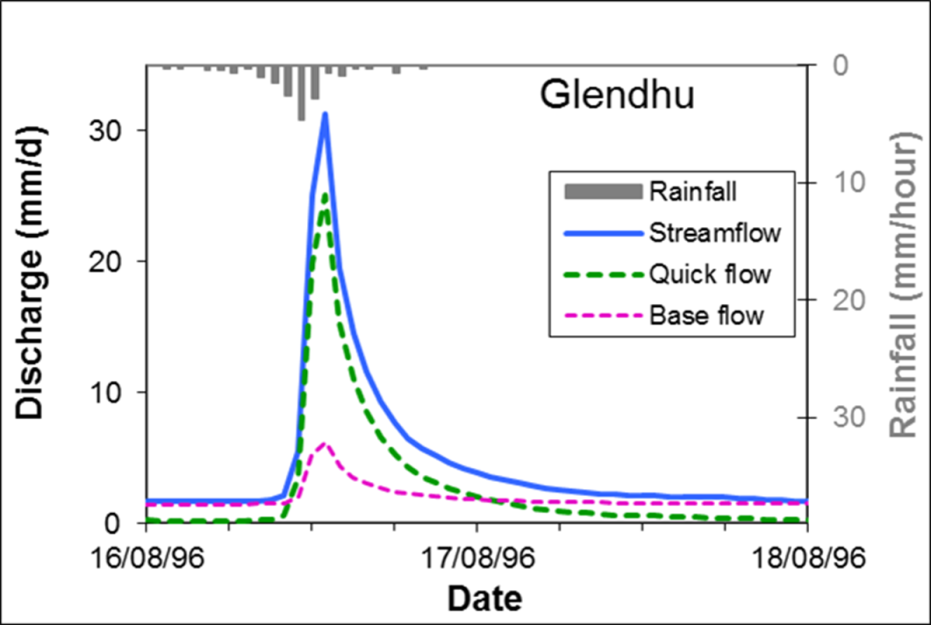 Glendhu
Discharge (mm/d)
30
20
10
0
0
10
20
30
Rainfall (mm/hour)
Rainfall
Streamflow
Quick flow
Base flow
16/08/96
17/08/96
18/08/96
Date